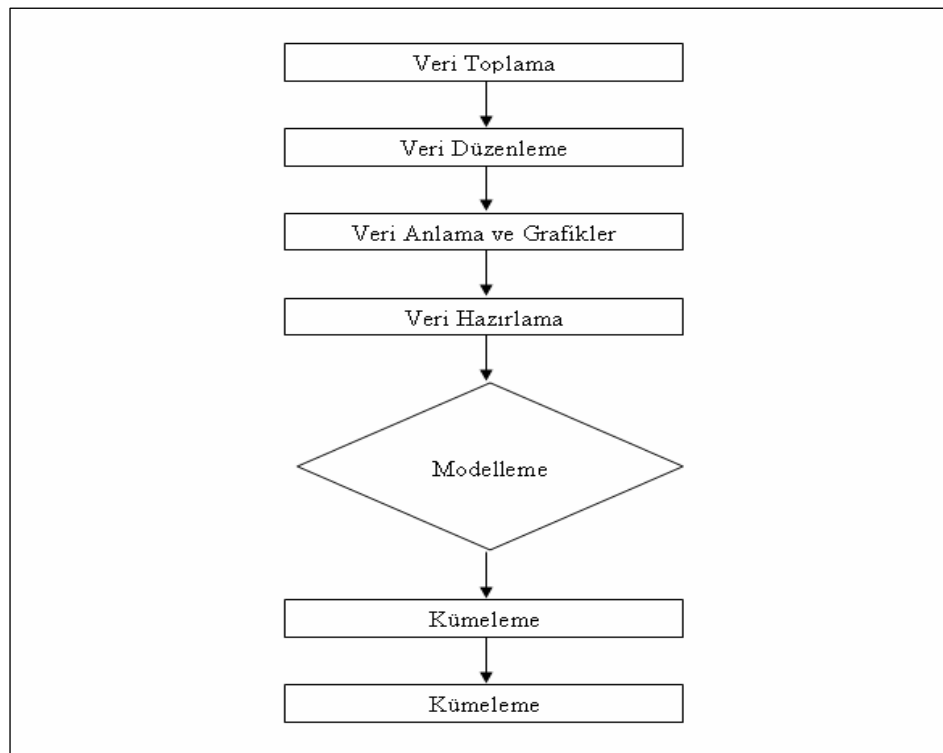 Veri Toplama
Veri Düzenleme
Veri Anlama ve Grafikler
Veri Hazırlama
Modelleme
Kümeleme
Kümeleme